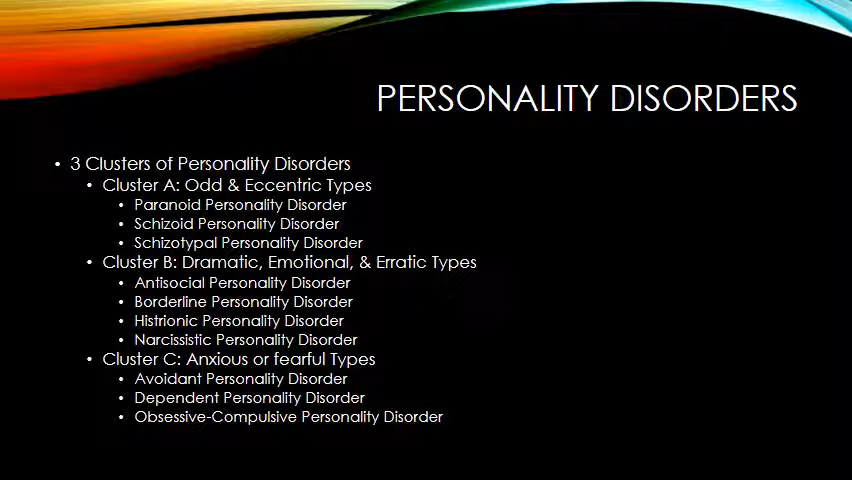 PERSONALITY DISORDERS
• 3 Clusters of Personality Disorders
• Cluster A: Odd & Eccentric Types
• Paranoid Personality Disorder
• Schizoid Personality Disorder
• Schizotypal Personality Disorder
• Cluster B: Dramatic, Emotional, & Erratic Types
• Antisocial Personality Disorder
• Borderline Personality Disorder
• Histrionic Personality Disorder
• Narcissistic Personality Disorder
• Cluster C: Anxious or fearful Types
• Avoidant Personality Disorder
• Dependent Personality Disorder
• Obsessive-Compulsive Personality Disorder